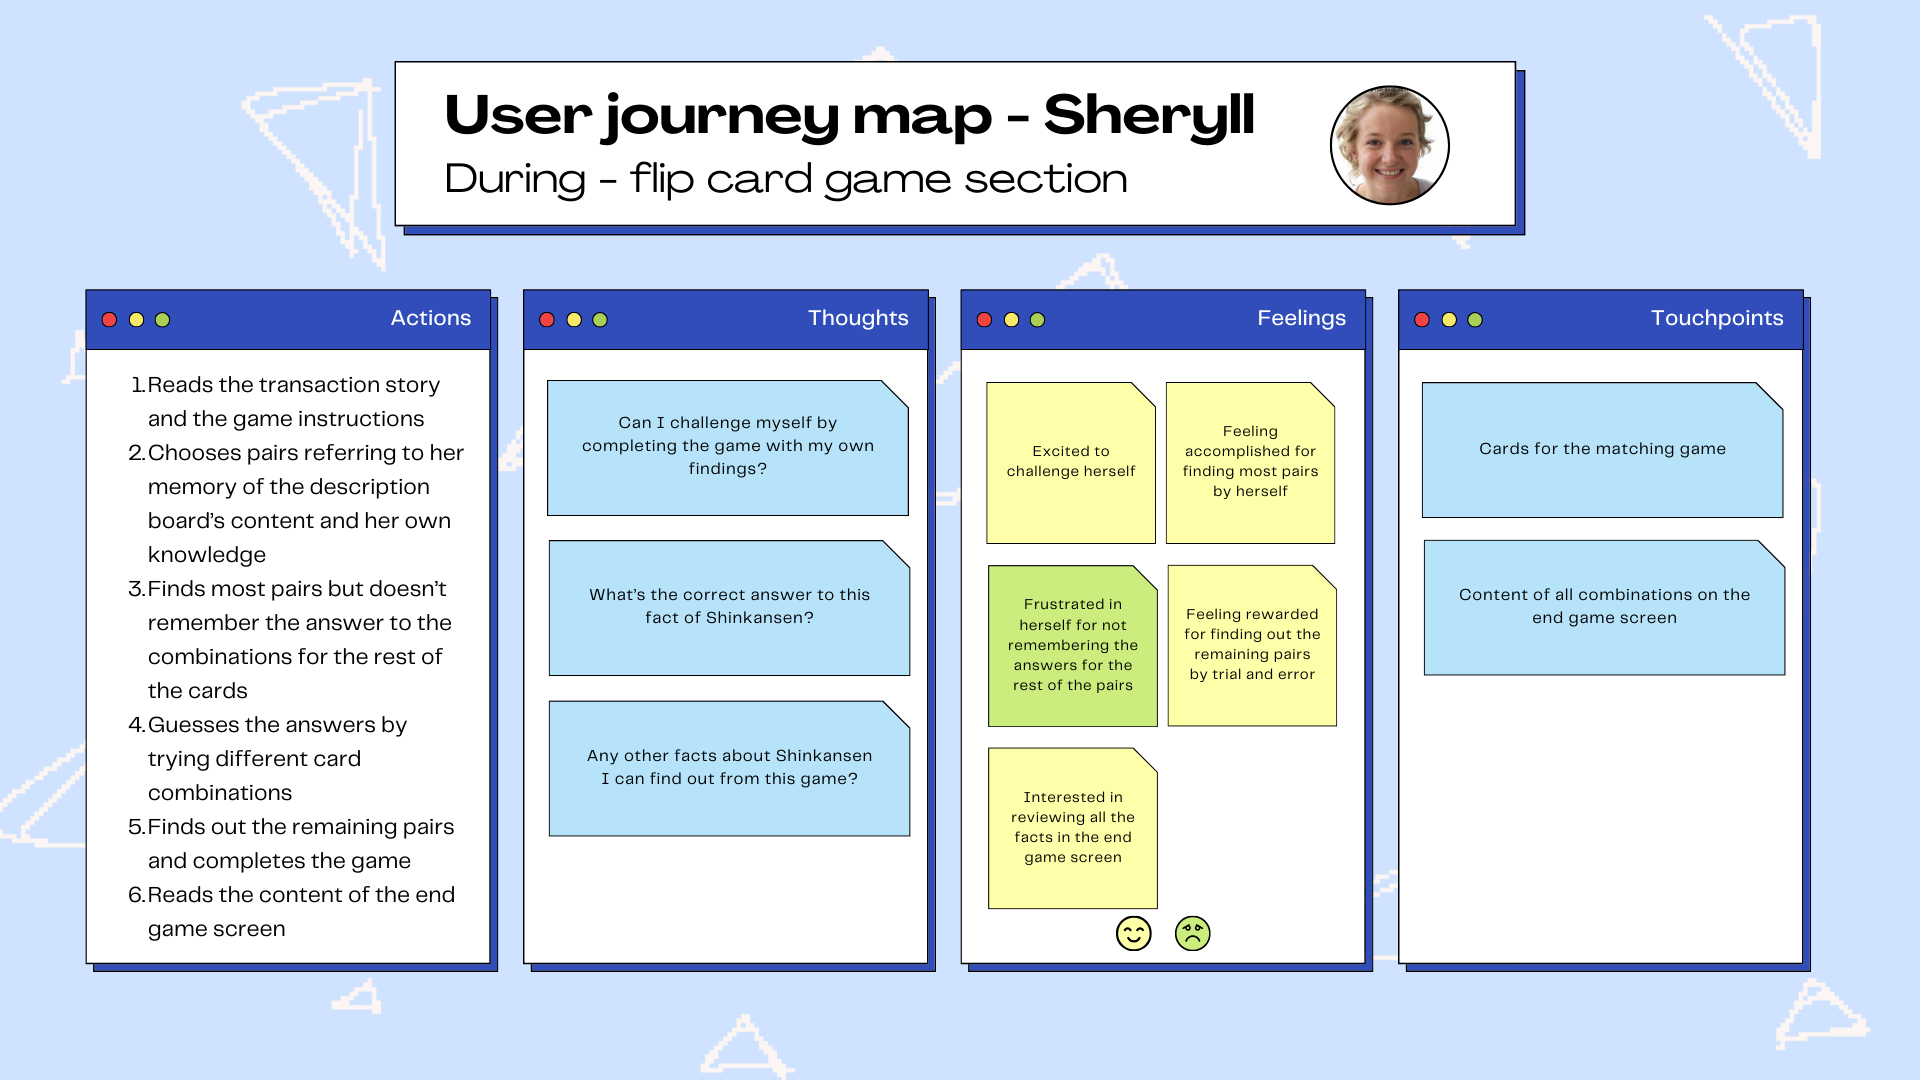 User journey map - Sheryll
During - flip card game section
Actions
1. Reads the transaction story
and the game instructions
2. Chooses pairs referring to her
memory of the description
board's content and her own
knowledge
3. Finds most pairs but doesn't
remember the answer to the
combinations for the rest of
the cards
4. Guesses the answers by
trying different card
combinations
5. Finds out the remaining pairs
and completes the game
6. Reads the content of the end
game screen
Thoughts
Can I challenge myself by
completing the game with my own
findings?
What's the correct answer to this
fact of Shinkansen?
Any other facts about Shinkansen
I can find out from this game?
Feelings
Excited to
challenge herself
Feeling
accomplished for
finding most pairs
by herself
Frustrated in
herself for not
remembering the
answers for the
rest of the pairs
Feeling rewarded
for finding out the
remaining pairs
by trial and error
Interested in
reviewing all the
facts in the end
game screen
Touchpoints
Cards for the matching game
Content of all combinations on the
end game screen